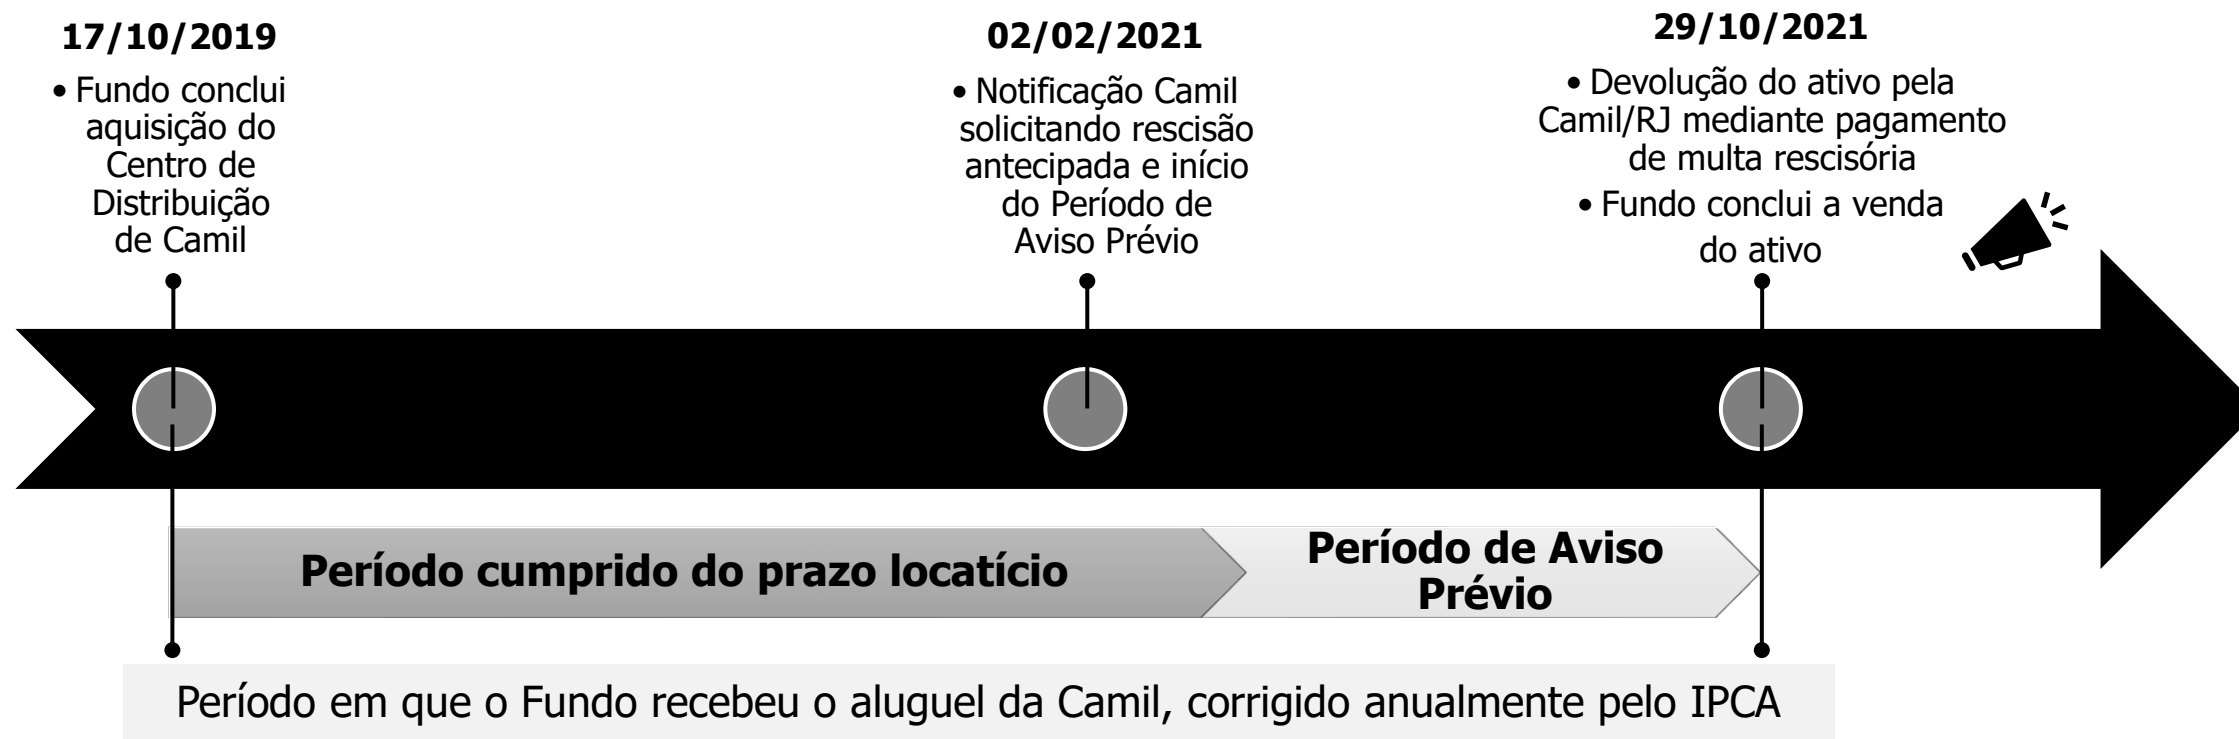 17/10/2019
• Fundo conclui
aquisição do
Centro de
Distribuição
de Camil
02/02/2021
• Notificação Camil
solicitando rescisão
antecipada e início
do Período de
Aviso Prévio
29/10/2021
• Devolução do ativo pela
Camil/RJ mediante pagamento
de multa rescisória
• Fundo conclui a venda
do ativo
Período cumprido do prazo locatício
Período de Aviso
Prévio
Período em que o Fundo recebeu o aluguel da Camil, corrigido anualmente pelo IPCA